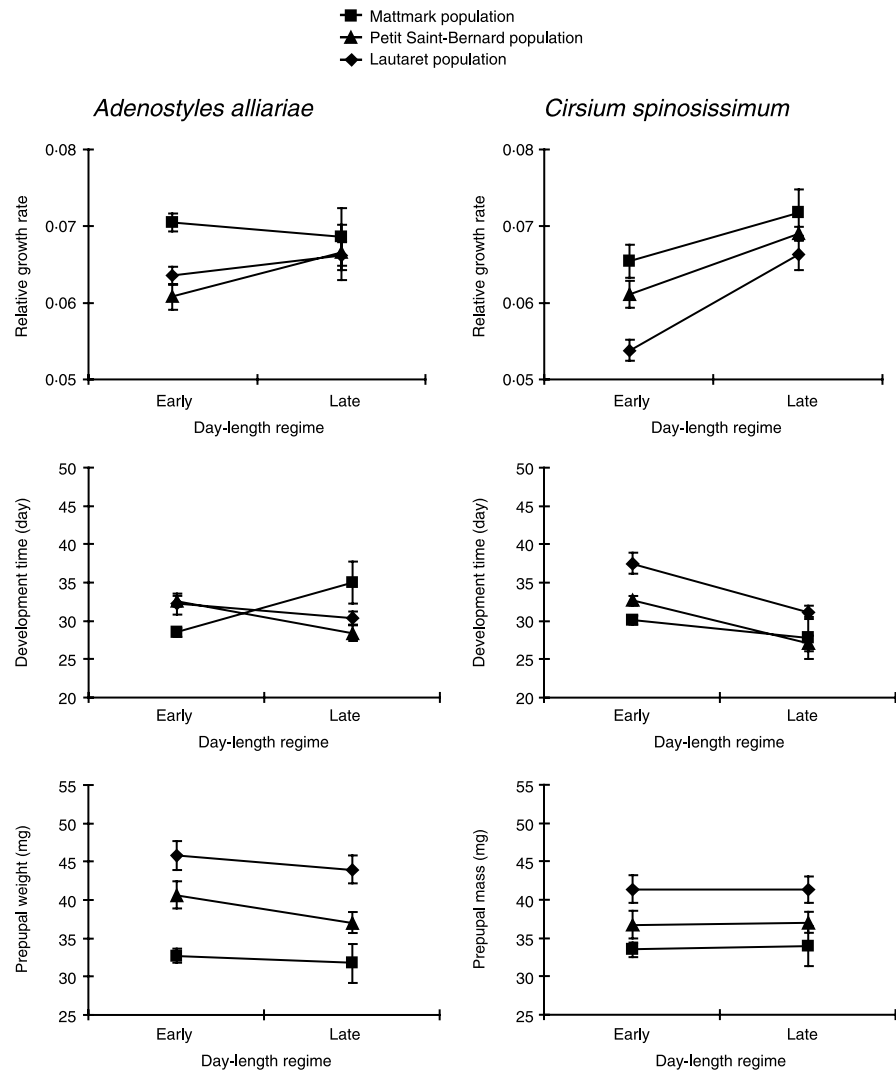 Mattmark population
Petit Saint-Bernard population
Lautaret population
Adenostyles alliariae
Cirsium spinosissimum
0·08
0·07
0·06
0·05
Relative growth rate
Early
Late
Day-length regime
0·08
0·07
0·06
0·05
Relative growth rate
Early
Late
Day-length regime
50
45
40
35
30
25
20
Development time (day)
Early
Late
Day-length regime
50
45
40
35
30
25
20
Development time (day)
Early
Late
Day-length regime
55
50
45
40
35
30
25
Prepupal weight (mg)
Early
Late
Day-length regime
55
50
45
40
35
30
25
Prepupal mass (mg)
Early
Late
Day-length regime